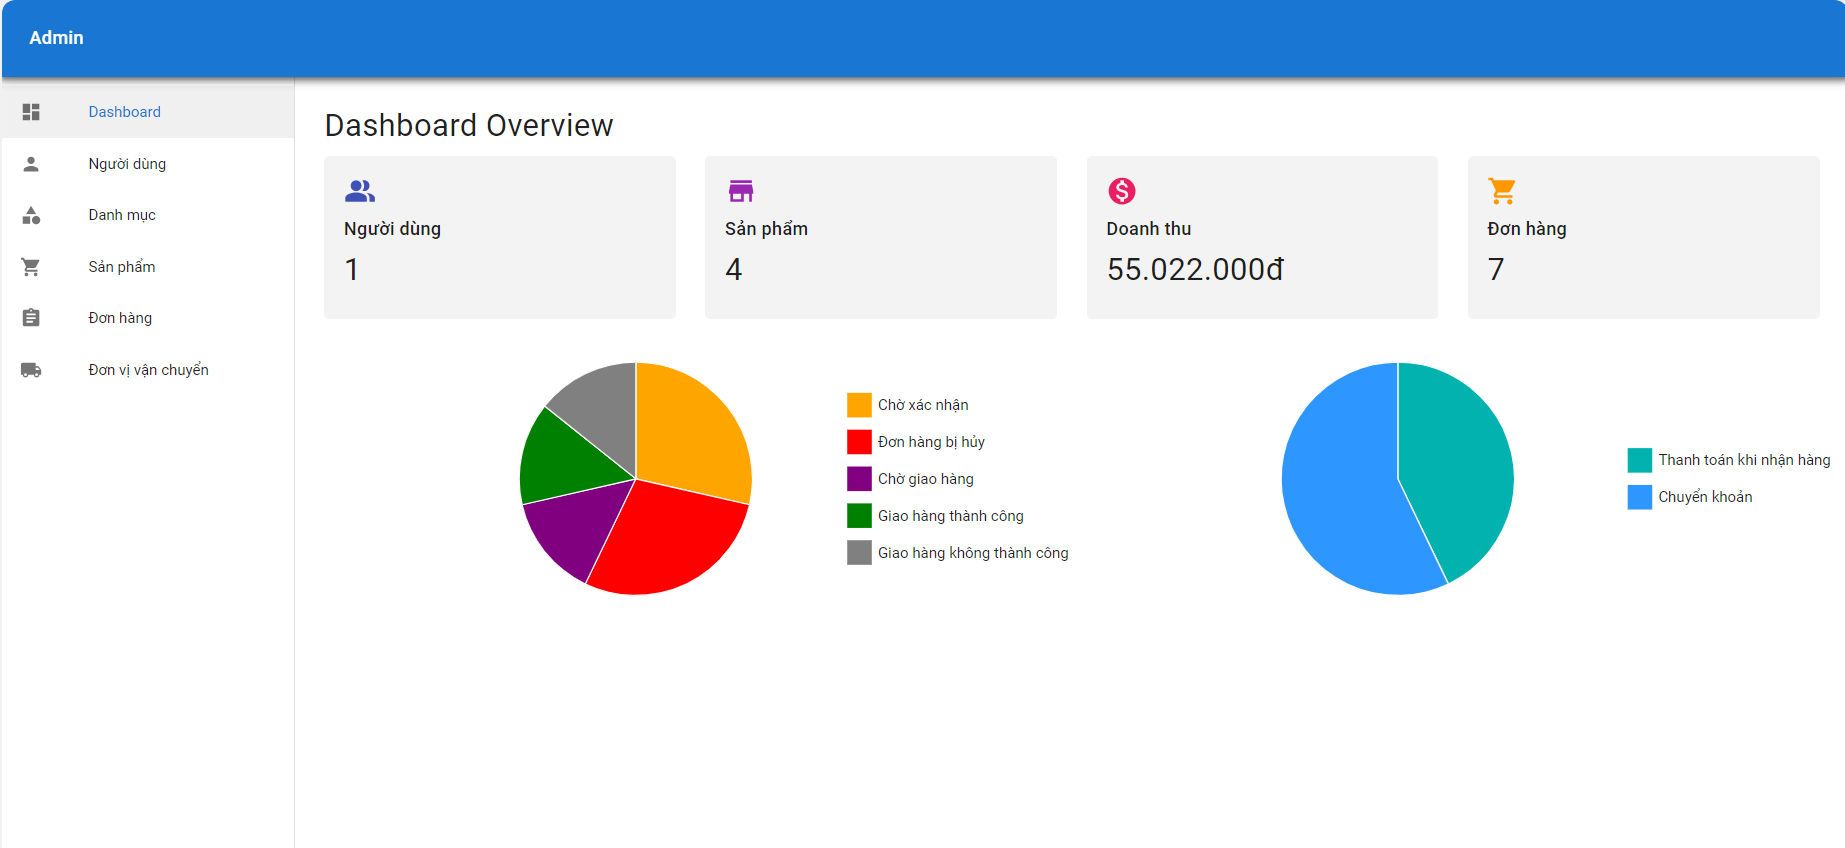 Admin
Dashboard
Người dùng
Danh mục
Sản phẩm
Đơn hàng
Đơn vị vận chuyển
Dashboard Overview
Người dùng
1
Sản phẩm
4
Doanh thu
55.022.000đ
Đơn hàng
7
Chờ xác nhận
Đơn hàng bị hủy
Chờ giao hàng
Giao hàng thành công
Giao hàng không thành công
Thanh toán khi nhận hàng
Chuyển khoản